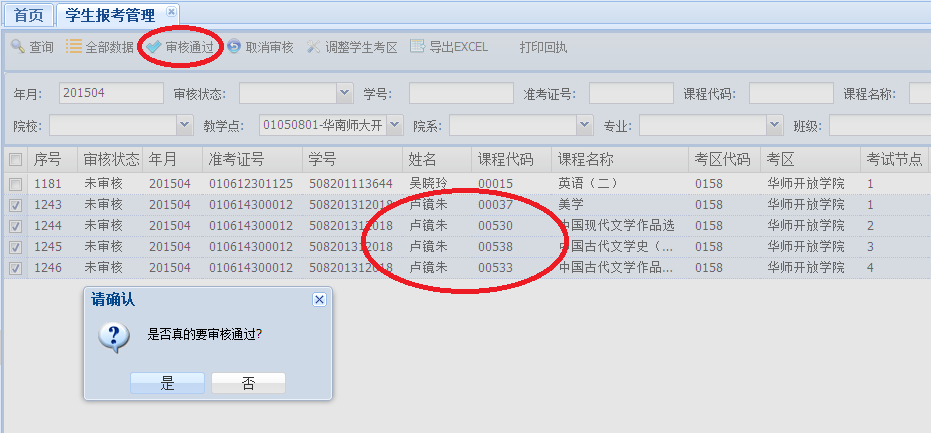 首页 学生报考管理
查询 全部数据 审核通过 取消审核 调整学生考区 导出EXCEL 打印回执
年月: 201504 审核状态: 学号: 准考证号: 课程代码: 课程名称:
院校: 教学点: 01050801-华南师大开 院系: 专业: 班级:
序号 审核状态 年月 准考证号 学号 姓名 课程代码 课程名称 考区代码 考区 考试节点
1181 未审核 201504 010612301125 508201113644 吴晓玲 00015 英语（二） 0158 华师开放学院 1
1243 未审核 201504 010614300012 508201312018 卢镜朱 00037 美学 0158 华师开放学院 1
1244 未审核 201504 010614300012 508201312018 卢镜朱 00530 中国现代文学作品选 0158 华师开放学院 2
1245 未审核 201504 010614300012 508201312018 卢镜朱 00538 中国古代文学史（... 0158 华师开放学院 3
1246 未审核 201504 010614300012 508201312018 卢镜朱 00533 中国古代文学作品... 0158 华师开放学院 4
请确认
是否真的要审核通过?
是 否